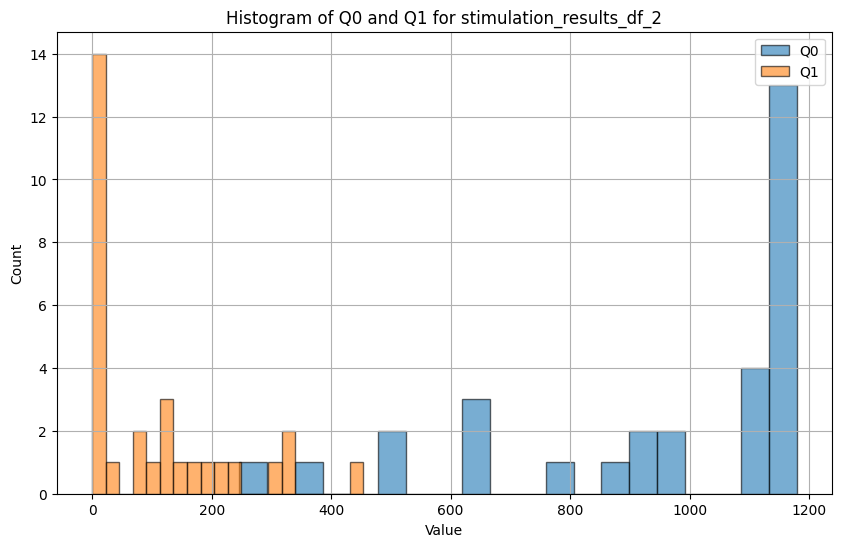 Histogram of Q0 and Q1 for stimulation_results_df_2
Q0
Q1
Count
14
12
10
8
6
4
2
0
0 200 400 600 800 1000 1200
Value